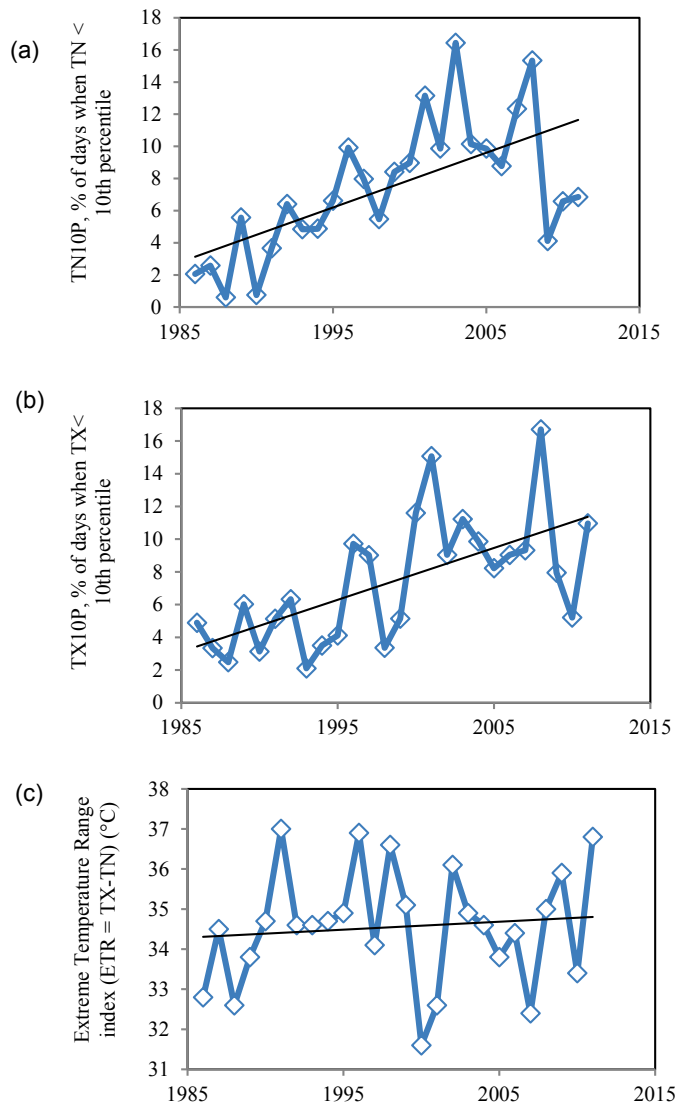 (a)
TN10P, % of days when TN <
10th percentile
18
16
14
12
10
8
6
4
2
0
1985 1995 2005 2015
(b)
TX10P, % of days when TX<
10th percentile
18
16
14
12
10
8
6
4
2
0
1985 1995 2005 2015
(c)
Extreme Temperature Range
index (ETR = TX-TN) (°C)
38
37
36
35
34
33
32
31
1985 1995 2005 2015